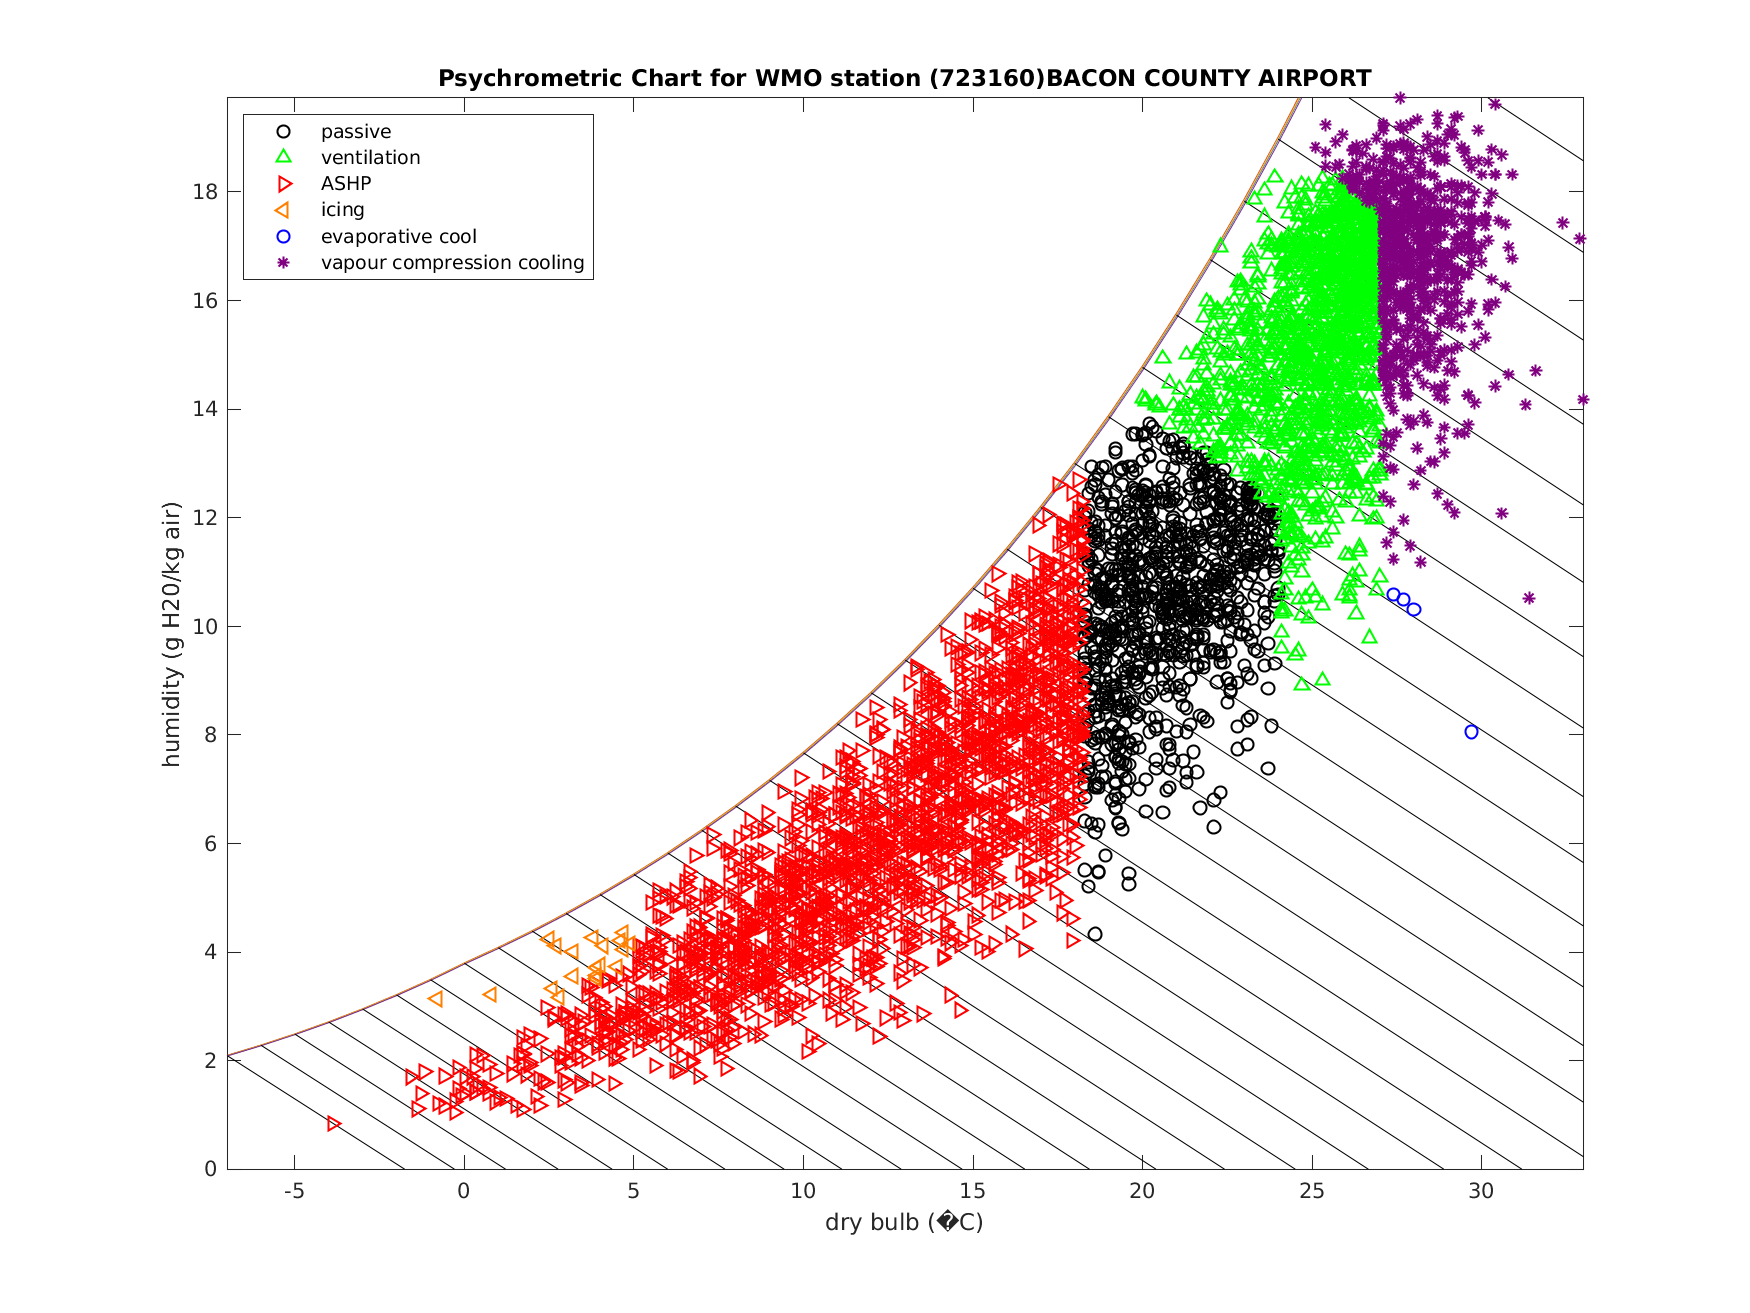 Psychrometric Chart for WMO station (723160)BACON COUNTY AIRPORT
passive
ventilation
ASHP
icing
evaporative cool
vapour compression cooling
humidity (g H20/kg air)
18
16
14
12
10
8
6
4
2
0
-5 0 5 10 15 20 25 30
dry bulb (�C)